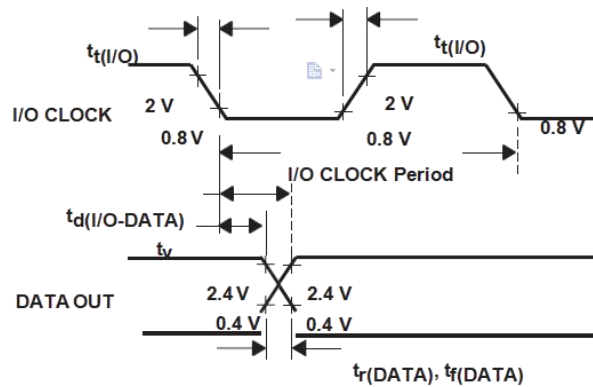 tt(I/O)
tt(I/O)
I/O CLOCK
2 V
2 V
0.8 V
0.8 V
0.8 V
I/O CLOCK Period
td(I/O-DATA)
tv
DATA OUT
2.4 V
2.4 V
0.4 V
0.4 V
tr(DATA), tf(DATA)